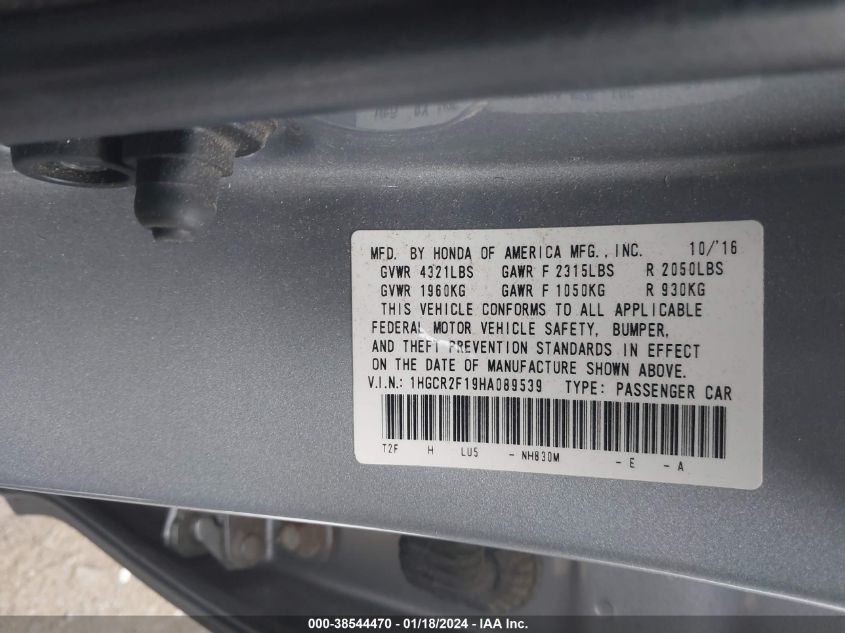 MFD. BY HONDA OF AMERICA MFG., INC. 10/'16
GVWR 4321LBS GAWR F 2315LBS R 2050LBS
GVWR 1960KG GAWR F 1050KG R 930KG
THIS VEHICLE CONFORMS TO ALL APPLICABLE
FEDERAL MOTOR VEHICLE SAFETY, BUMPER,
AND THEFT PREVENTION STANDARDS IN EFFECT
ON THE DATE OF MANUFACTURE SHOWN ABOVE.
V.I.N.: 1HGCR2F19HA089539 TYPE: PASSENGER CAR
T2F H LU5 - NH830M - E - A
000-38544470 - 01/18/2024 - IAA Inc.